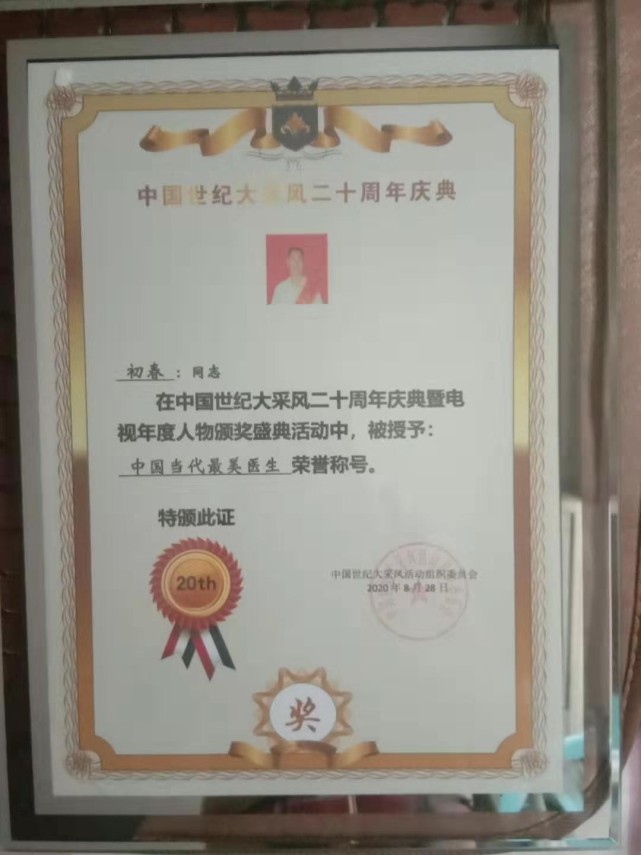 中国世纪大采风二十周年庆典
初春：同志
在中国世纪大采风二十周年庆典暨电
视年度人物颁奖盛典活动中，被授予：
中国当代最美医生 荣誉称号。
特颁此证
20th
中国世纪大采风活动组织委员会
2020年8月28日
奖